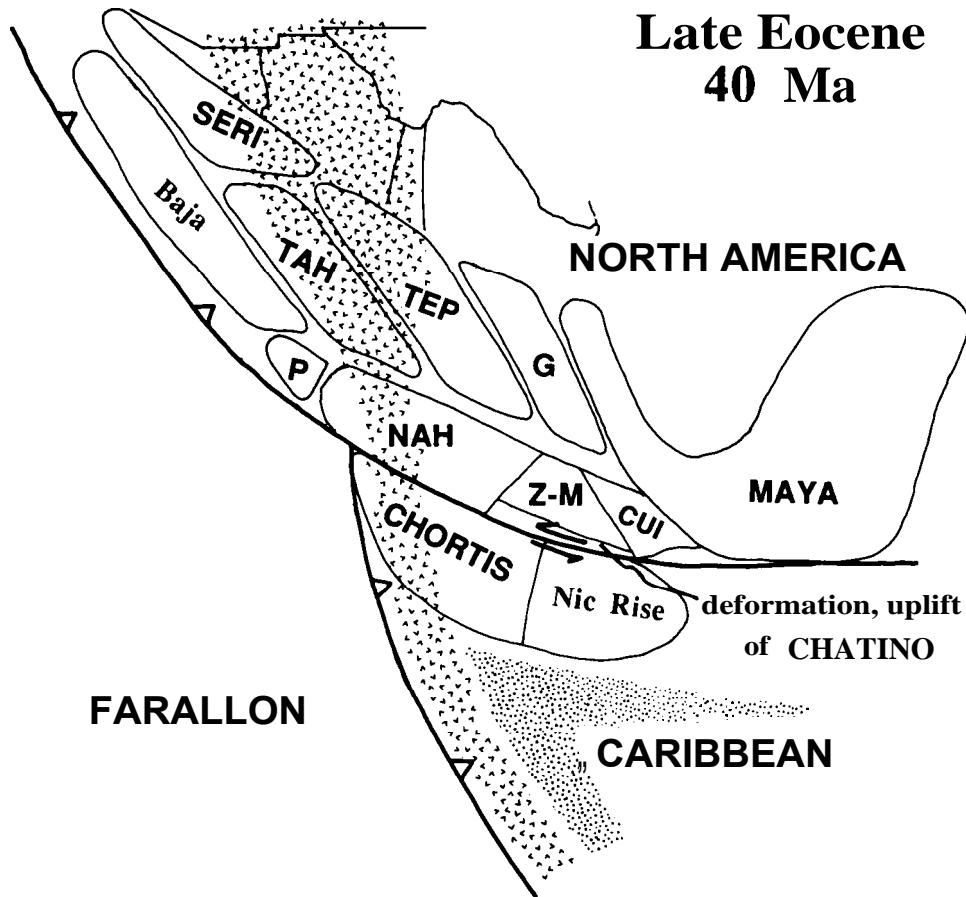 Late Eocene
40 Ma
SERI
Baja
TAH
TEP
NORTH AMERICA
P
G
NAH
Z-M
CUI
MAYA
CHORTIS
Nic Rise
deformation, uplift
of CHATINO
FARALLON
CARIBBEAN